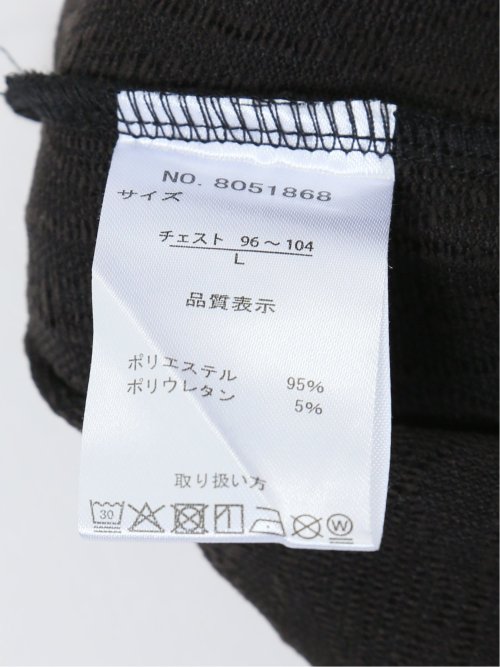 NO. 8051868
サイズ
チェスト 96〜104
L
品質表示
ポリエステル 95%
ポリウレタン 5%
取り扱い方
30 W